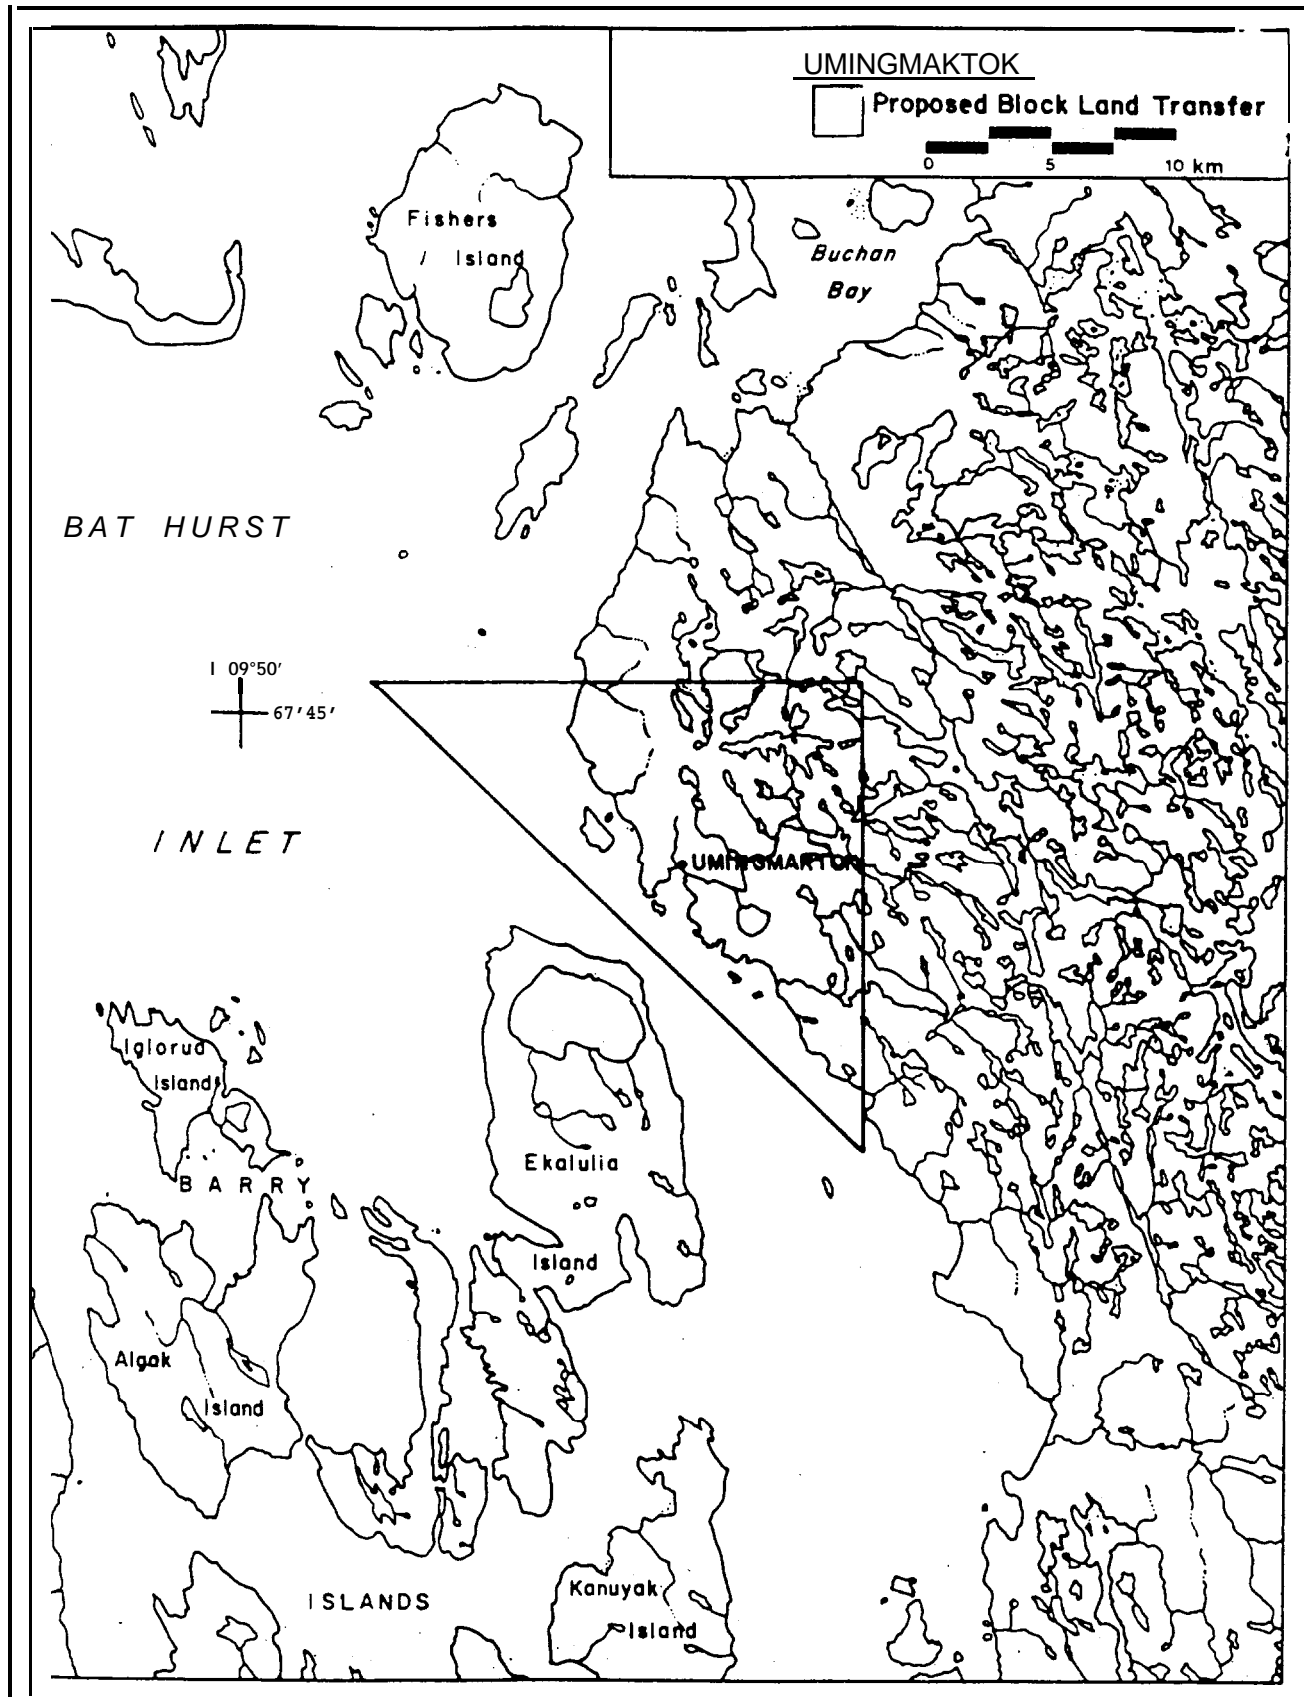 UMINGMAKTOK
Proposed Block Land Transfer
0 5 10 km
Fishers
Island
Buchan
Bay
BAT HURST
I 09°50'
67'45'
INLET
UMINGMAKTOK
Iglorua
Island
Ekalulia
BARRY
Island
Algak
Island
Kanuyak
ISLANDS
Island